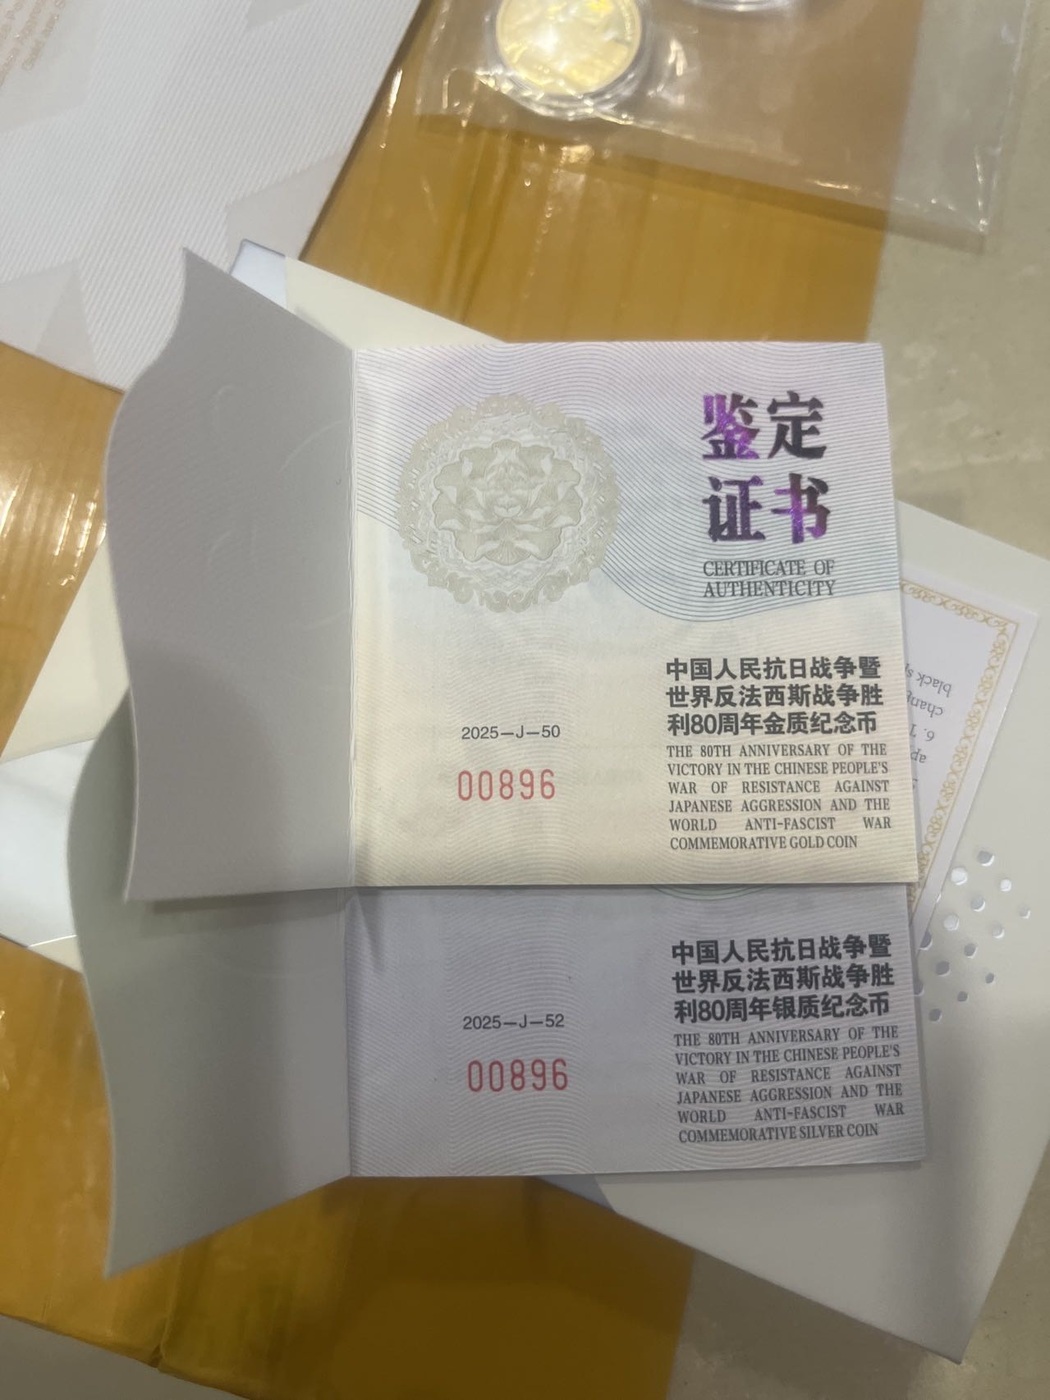 鉴定
证书
CERTIFICATE OF
AUTHENTICITY
中国人民抗日战争暨
世界反法西斯战争胜
利80周年金质纪念币
THE 80TH ANNIVERSARY OF THE
VICTORY IN THE CHINESE PEOPLE'S
WAR OF RESISTANCE AGAINST
JAPANESE AGGRESSION AND THE
WORLD ANTI-FASCIST WAR
COMMEMORATIVE GOLD COIN
2025—J—50
00896
中国人民抗日战争暨
世界反法西斯战争胜
利80周年银质纪念币
THE 80TH ANNIVERSARY OF THE
VICTORY IN THE CHINESE PEOPLE'S
WAR OF RESISTANCE AGAINST
JAPANESE AGGRESSION AND THE
WORLD ANTI-FASCIST WAR
COMMEMORATIVE SILVER COIN
2025—J—52
00896
6.
black